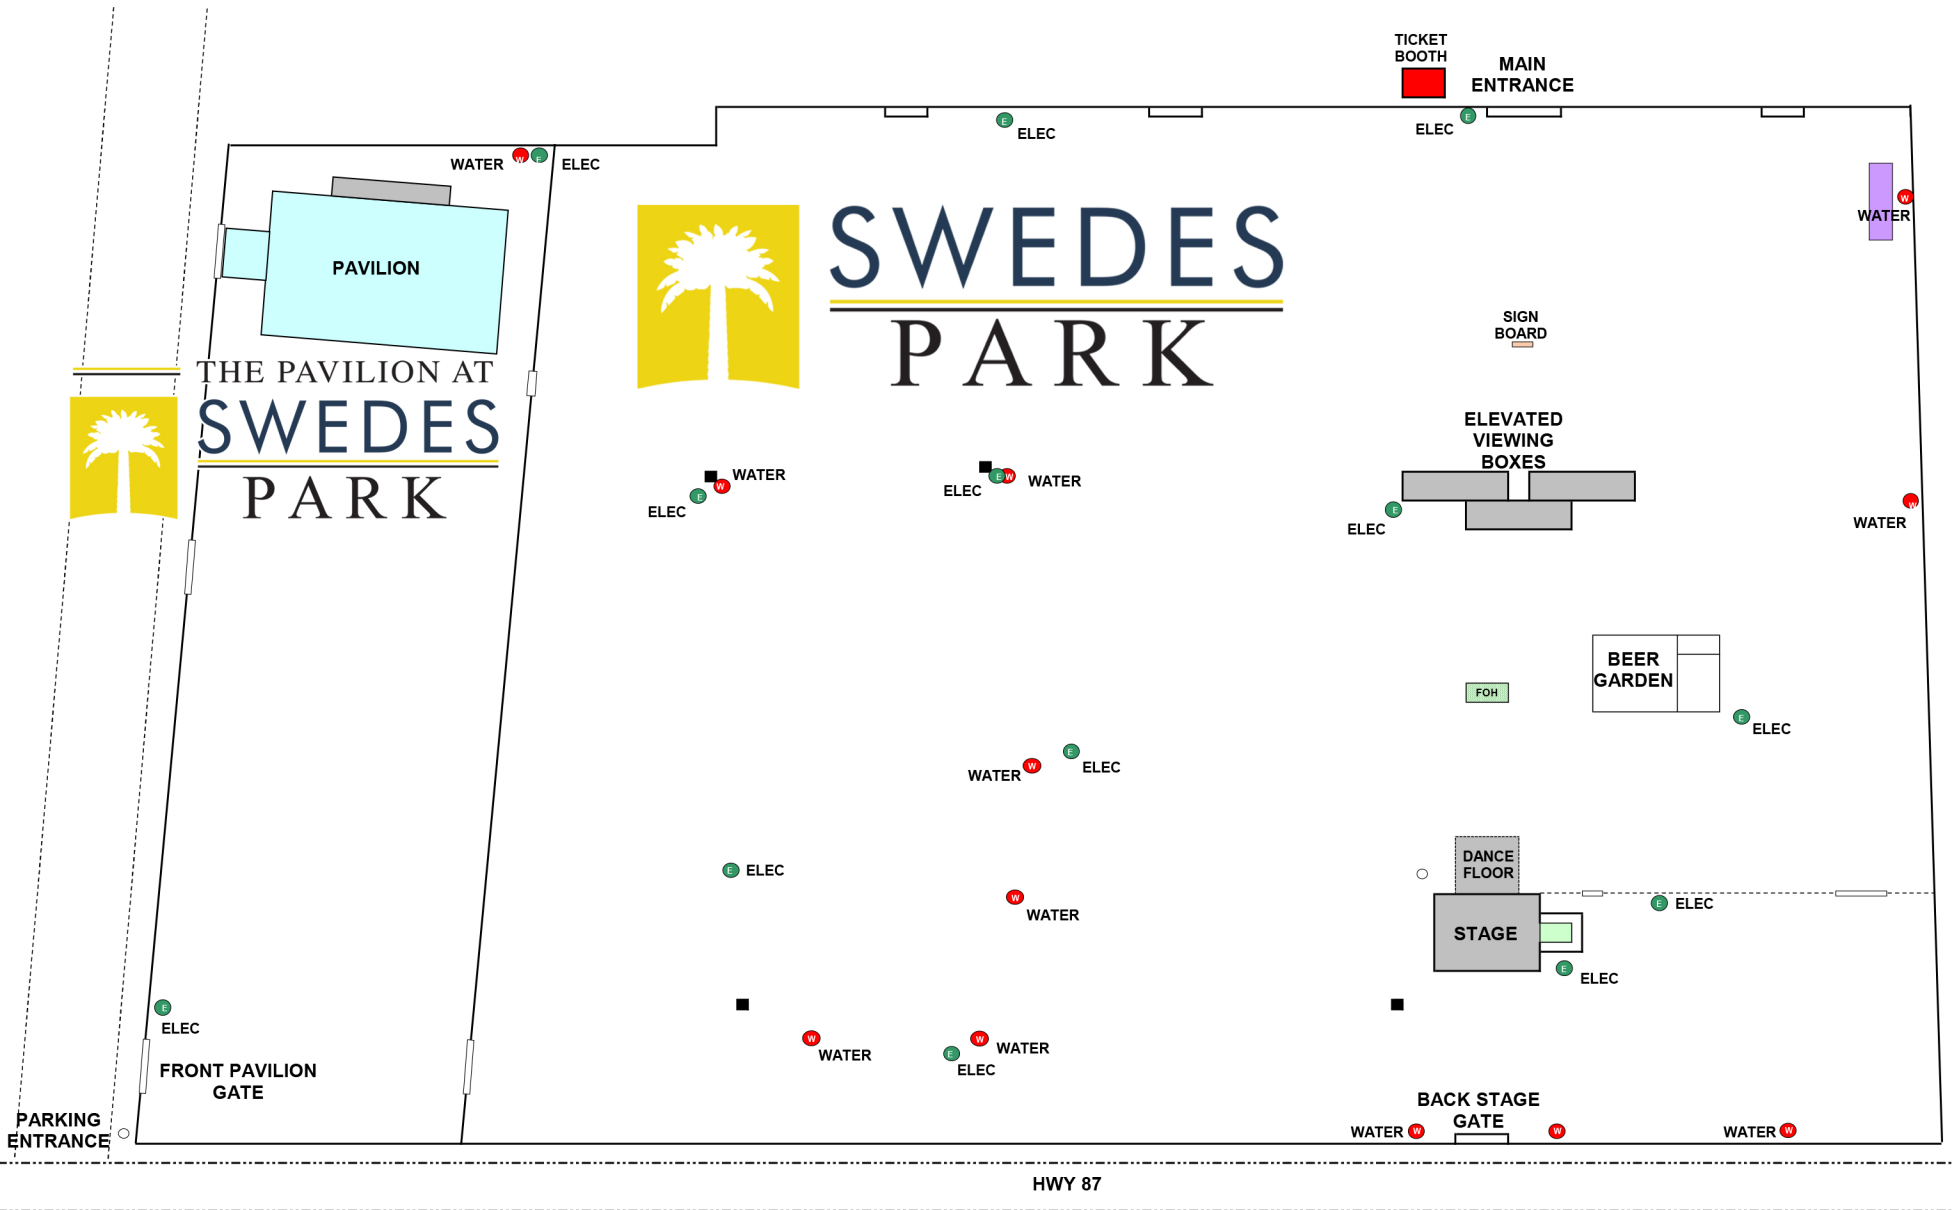 TICKET
BOOTH
MAIN
ENTRANCE
E
ELEC
E
ELEC
WATER
W
E
ELEC
W
WATER
PAVILION
SWEDES
PARK
SIGN
BOARD
THE PAVILION AT
SWEDES
PARK
ELEVATED
VIEWING
BOXES
WATER
W
E
ELEC
E
W
WATER
ELEC
E
ELEC
W
WATER
BEER
GARDEN
FOH
E
ELEC
E
ELEC
W
WATER
E
ELEC
DANCE
FLOOR
W
WATER
E
ELEC
STAGE
E
ELEC
E
ELEC
W
WATER
W
WATER
E
ELEC
FRONT PAVILION
GATE
BACK STAGE
GATE
WATER
W
W
WATER
W
PARKING
ENTRANCE
HWY 87